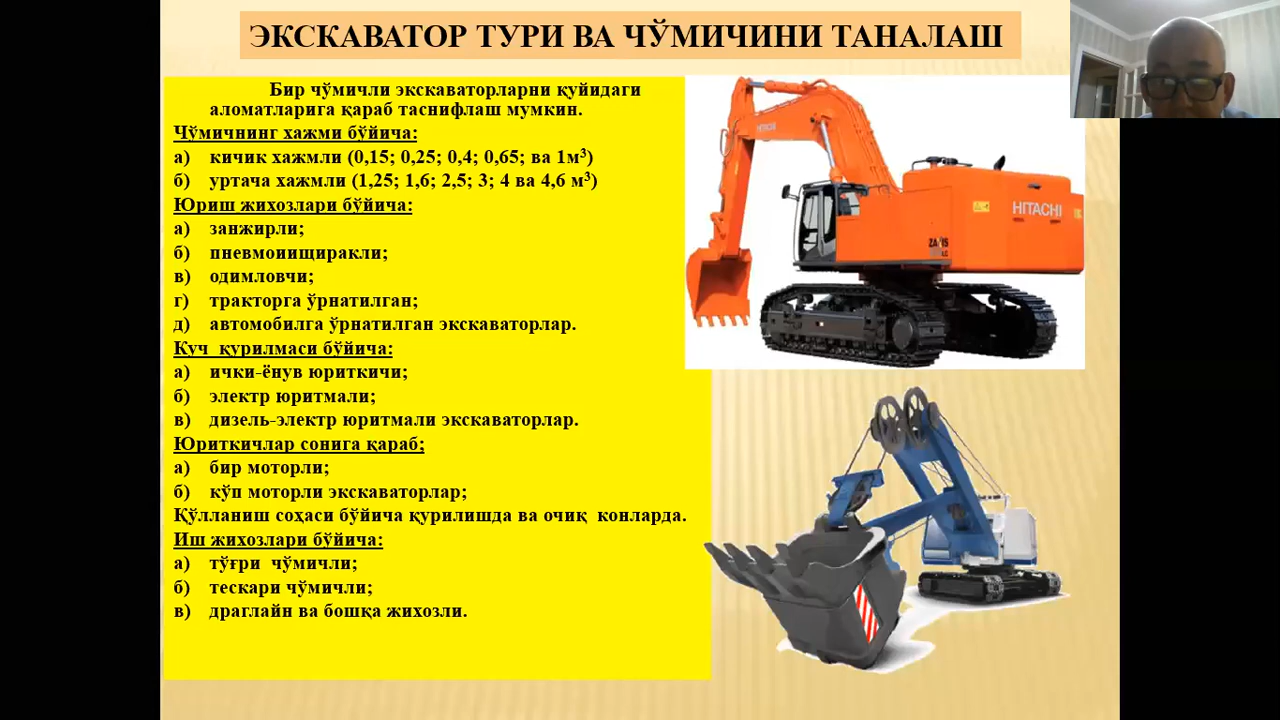 ЭКСКАВАТОР ТУРИ ВА ЧЎМИЧИНИ ТАНАЛАШ
Бир чўмичли экскаваторларни қуйидаги
аломатларига қараб таснифлаш мумкин.
Чўмичнинг хажми бўйича:
а) кичик хажмли (0,15; 0,25; 0,4; 0,65; ва 1м³)
б) уртача хажмли (1,25; 1,6; 2,5; 3; 4 ва 4,6 м³)
Юриш жихозлари бўйича:
а) занжирли;
б) пневмоиищиракли;
в) одимловчи;
г) тракторга ўрнатилган;
д) автомобилга ўрнатилган экскаваторлар.
Куч қурилмаси бўйича:
а) ички-ёнув юриткичи;
б) электр юритмали;
в) дизель-электр юритмали экскаваторлар.
Юриткичлар сонига қараб;
а) бир моторли;
б) кўп моторли экскаваторлар;
Қўлланиш соҳаси бўйича қурилишда ва очиқ конларда.
Иш жихозлари бўйича:
а) тўғри чўмичли;
б) тескари чўмичли;
в) драглайн ва бошқа жихозли.
HITACHI
HITACHI